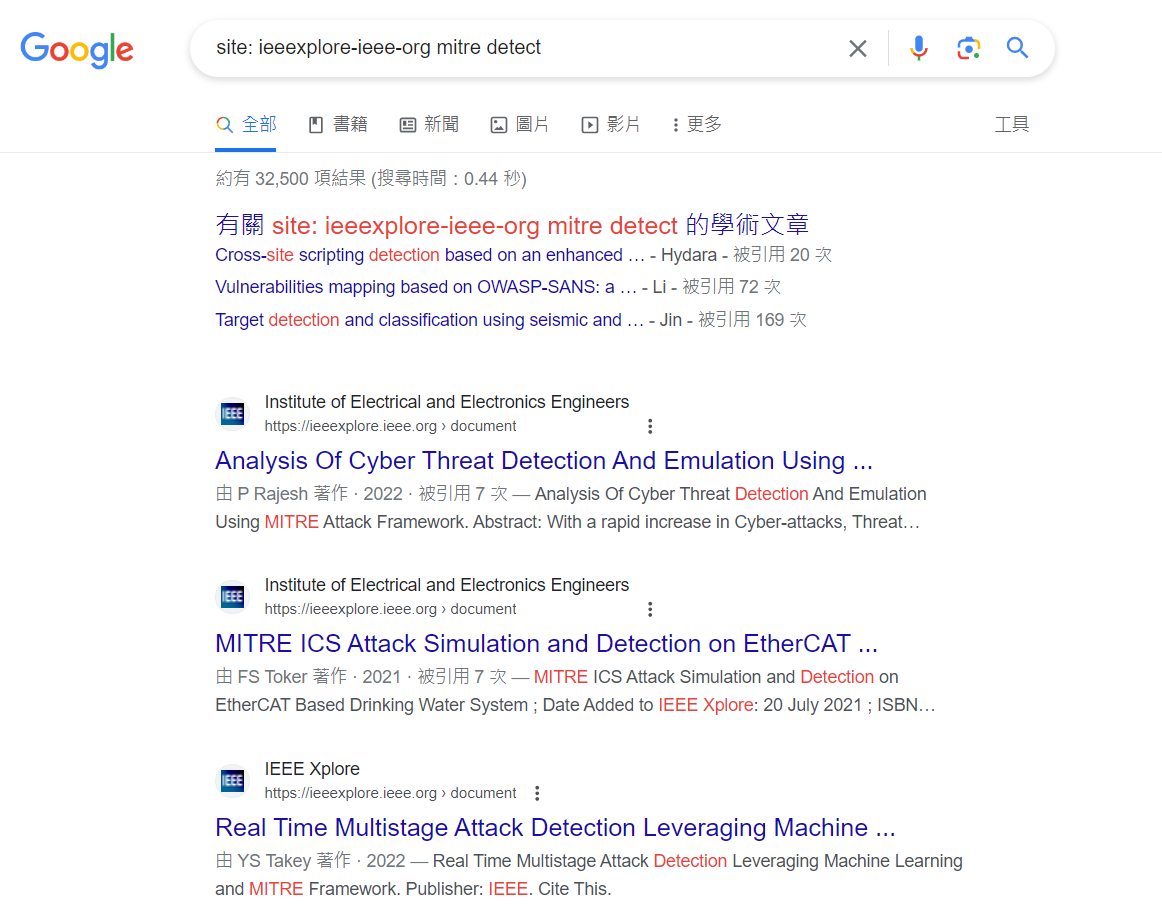 Google
site: ieeexplore-ieee-org mitre detect
全部 書籍 新聞 圖片 影片 更多 工具
約有 32,500 項結果 (搜尋時間：0.44 秒)
有關 site: ieeexplore-ieee-org mitre detect 的學術文章
Cross-site scripting detection based on an enhanced … - Hydara - 被引用 20 次
Vulnerabilities mapping based on OWASP-SANS: a … - Li - 被引用 72 次
Target detection and classification using seismic and … - Jin - 被引用 169 次
IEEE
Institute of Electrical and Electronics Engineers
https://ieeexplore.ieee.org › document
Analysis Of Cyber Threat Detection And Emulation Using ...
由 P Rajesh 著作 · 2022 · 被引用 7 次 — Analysis Of Cyber Threat Detection And Emulation
Using MITRE Attack Framework. Abstract: With a rapid increase in Cyber-attacks, Threat…
IEEE
Institute of Electrical and Electronics Engineers
https://ieeexplore.ieee.org › document
MITRE ICS Attack Simulation and Detection on EtherCAT ...
由 FS Toker 著作 · 2021 · 被引用 7 次 — MITRE ICS Attack Simulation and Detection on
EtherCAT Based Drinking Water System ; Date Added to IEEE Xplore: 20 July 2021 ; ISBN…
IEEE
IEEE Xplore
https://ieeexplore.ieee.org › document
Real Time Multistage Attack Detection Leveraging Machine ...
由 YS Takey 著作 · 2022 — Real Time Multistage Attack Detection Leveraging Machine Learning
and MITRE Framework. Publisher: IEEE. Cite This.